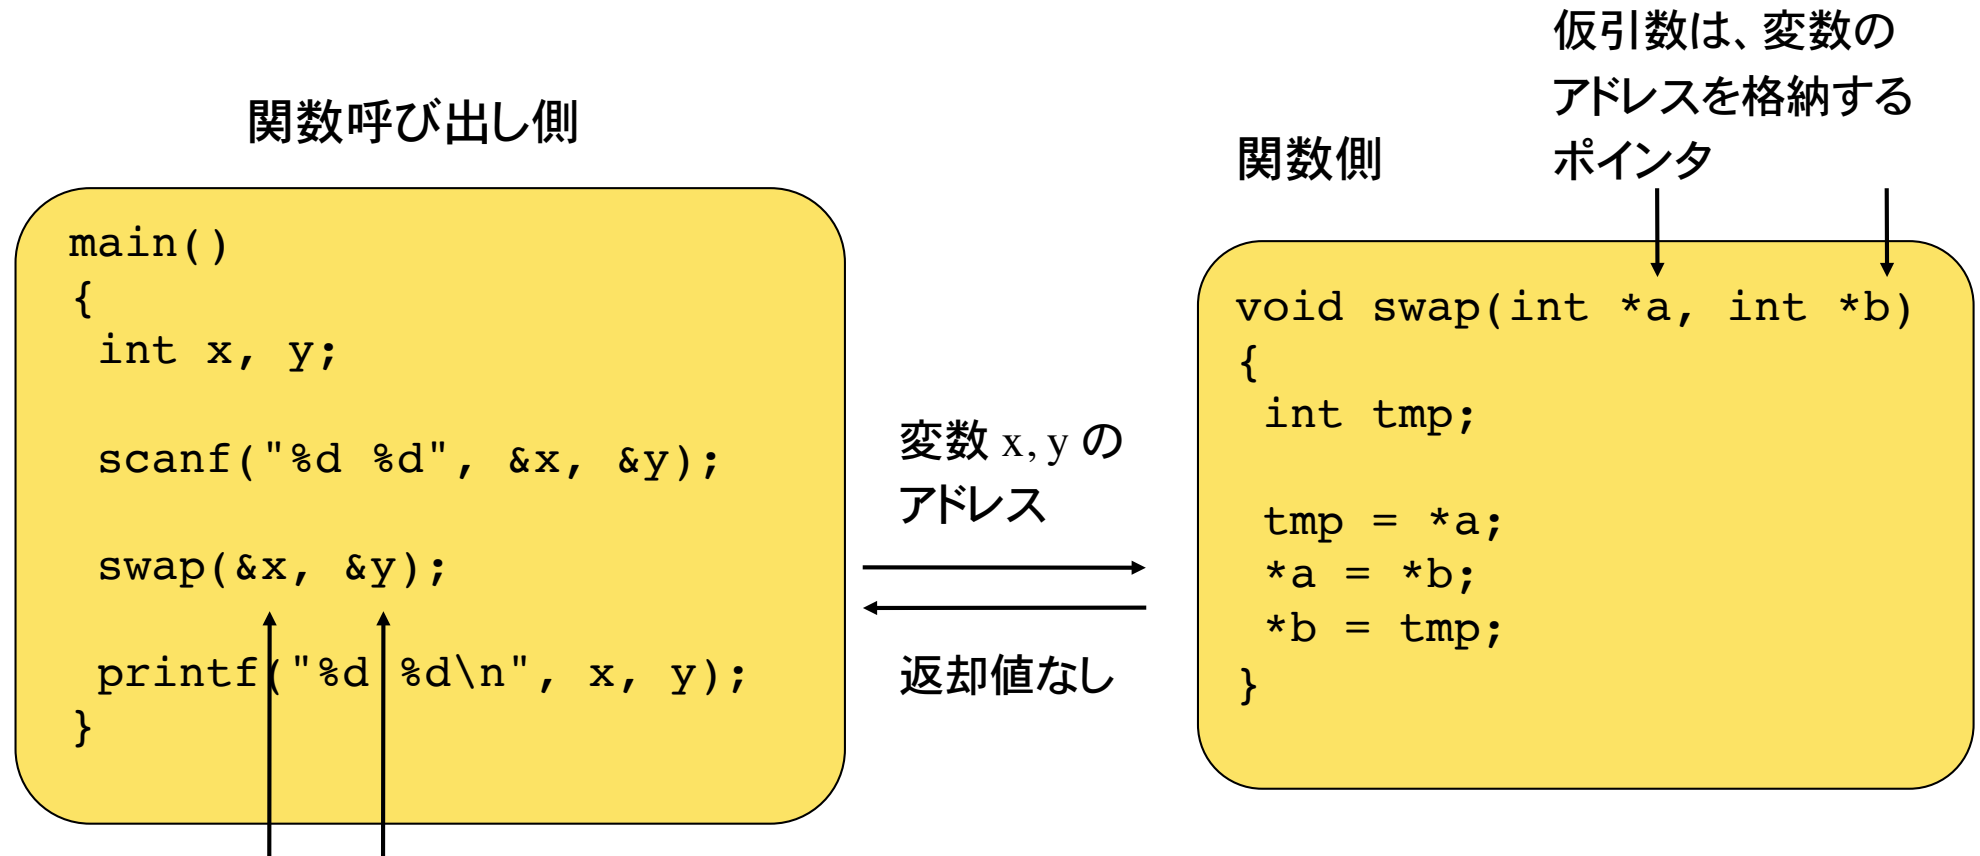 関数呼び出し側
main()
{
int x, y;
scanf("%d %d", &x, &y);
swap(&x, &y);
printf("%d %d\n", x, y);
}
変数 x, y の
アドレス
返却値なし
仮引数は、変数の
アドレスを格納する
ポインタ
関数側
void swap(int *a, int *b)
{
int tmp;
tmp = *a;
*a = *b;
*b = tmp;
}